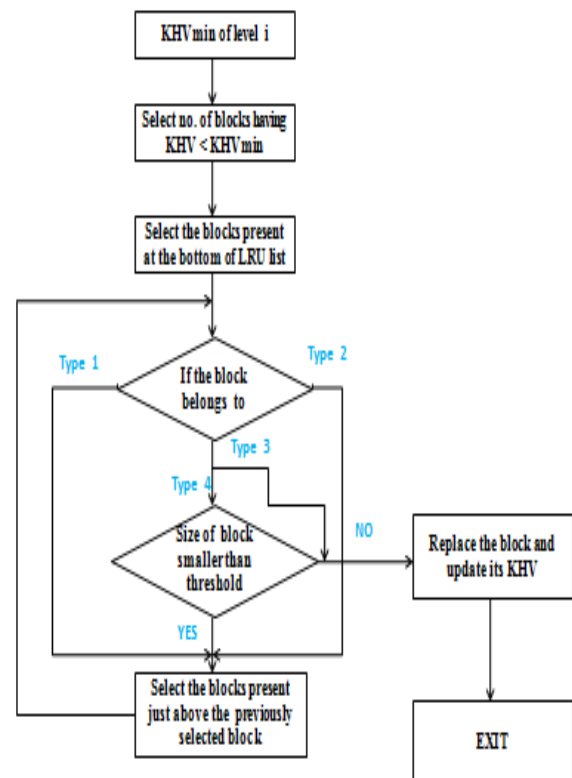 KHVmin of level i
Select no. of blocks having
KHV < KHVmin
Select the blocks present
at the bottom of LRU list
Type 1
Type 2
If the block
belongs to
Type 3
Type 4
Size of block
smaller than
threshold
NO
Replace the block and
update its KHV
YES
Select the blocks present
just above the previously
selected block
EXIT